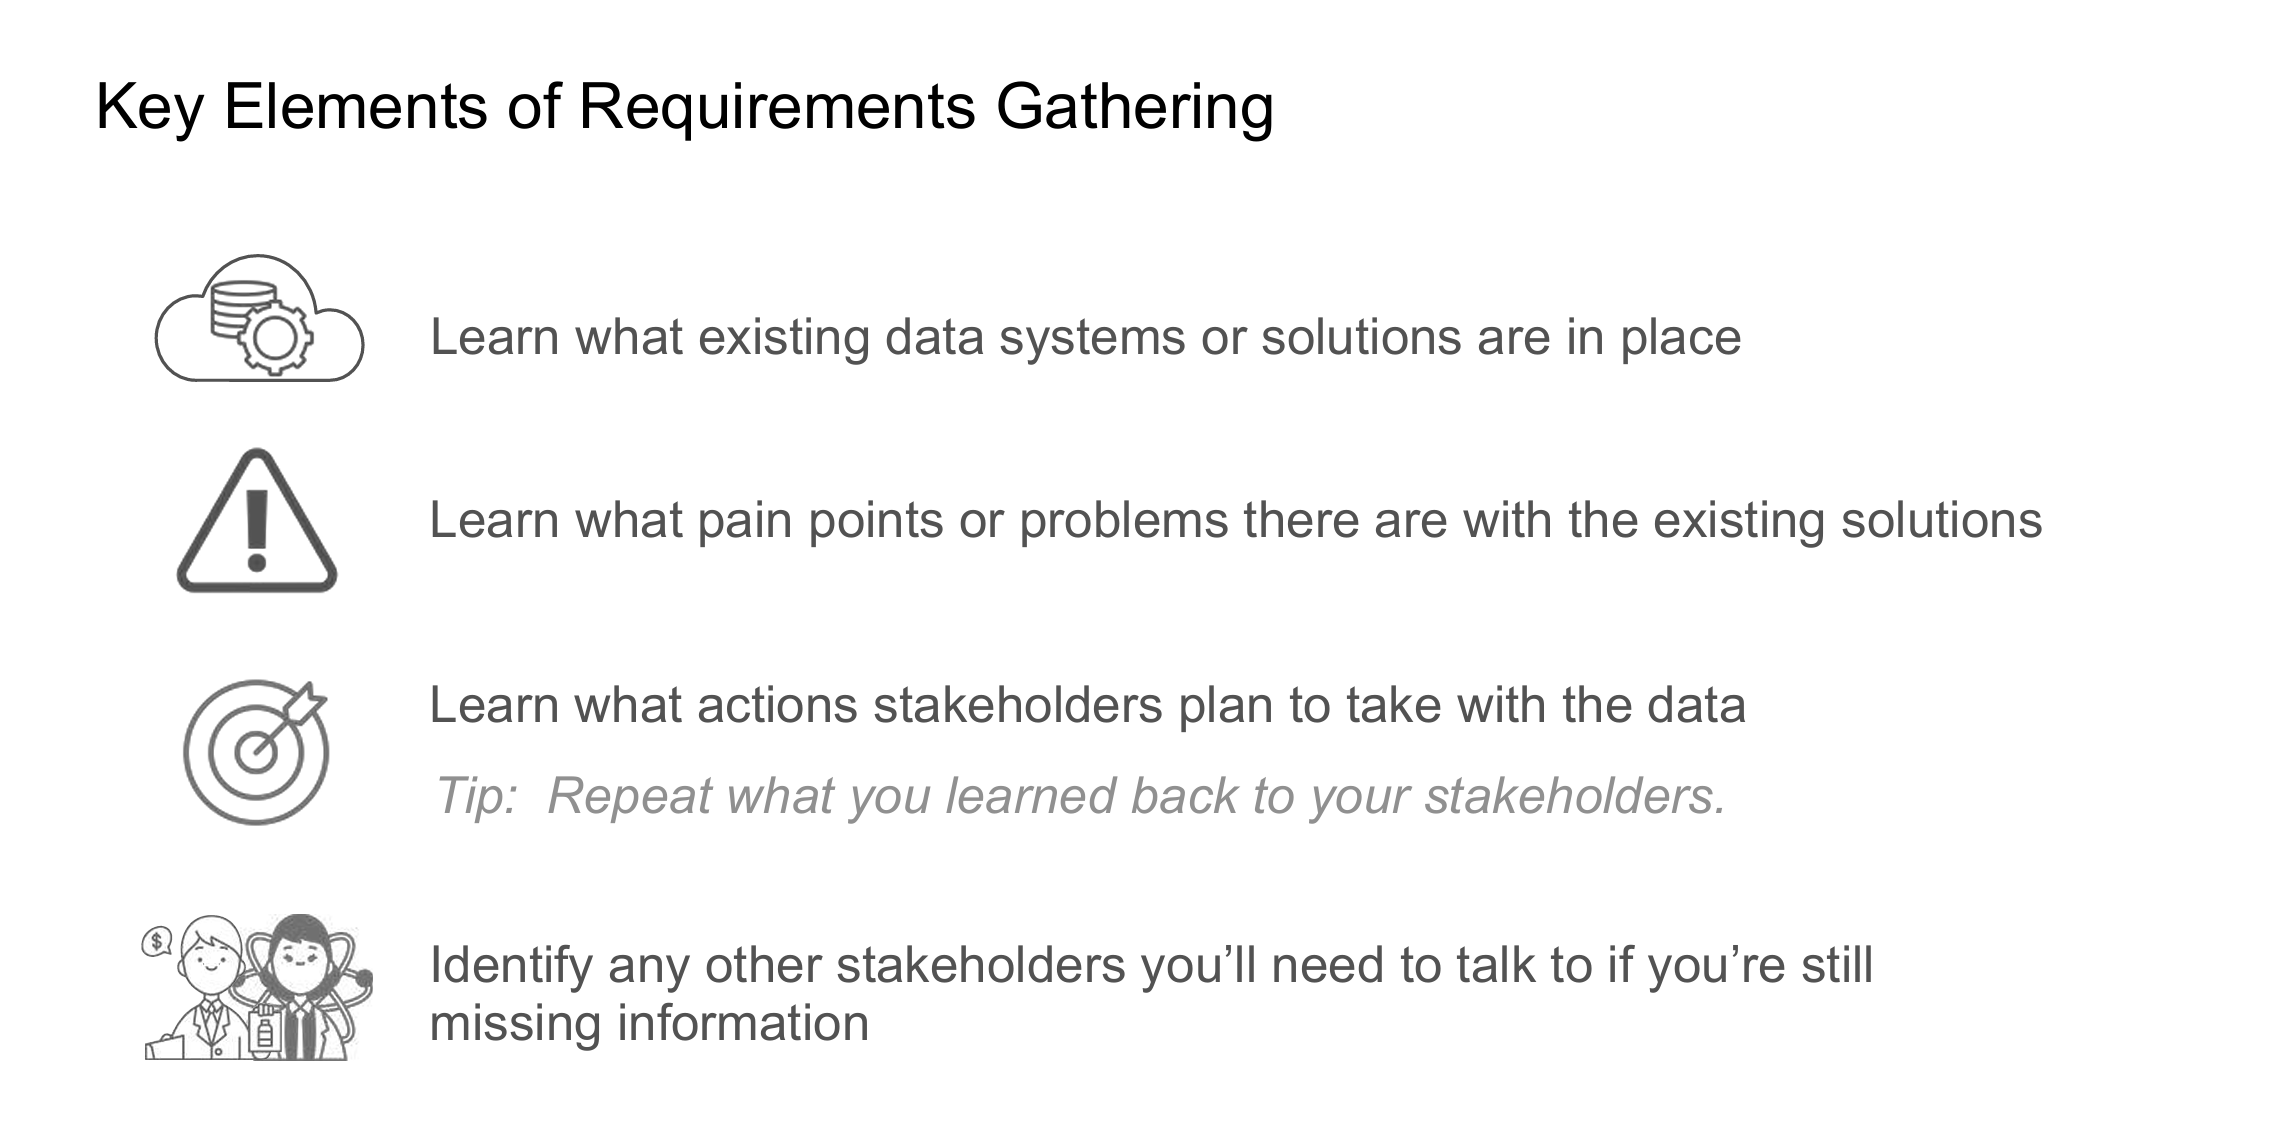 Key Elements of Requirements Gathering
Learn what existing data systems or solutions are in place
Learn what pain points or problems there are with the existing solutions
Learn what actions stakeholders plan to take with the data
Tip:  Repeat what you learned back to your stakeholders.
$
Identify any other stakeholders you’ll need to talk to if you’re still
missing information